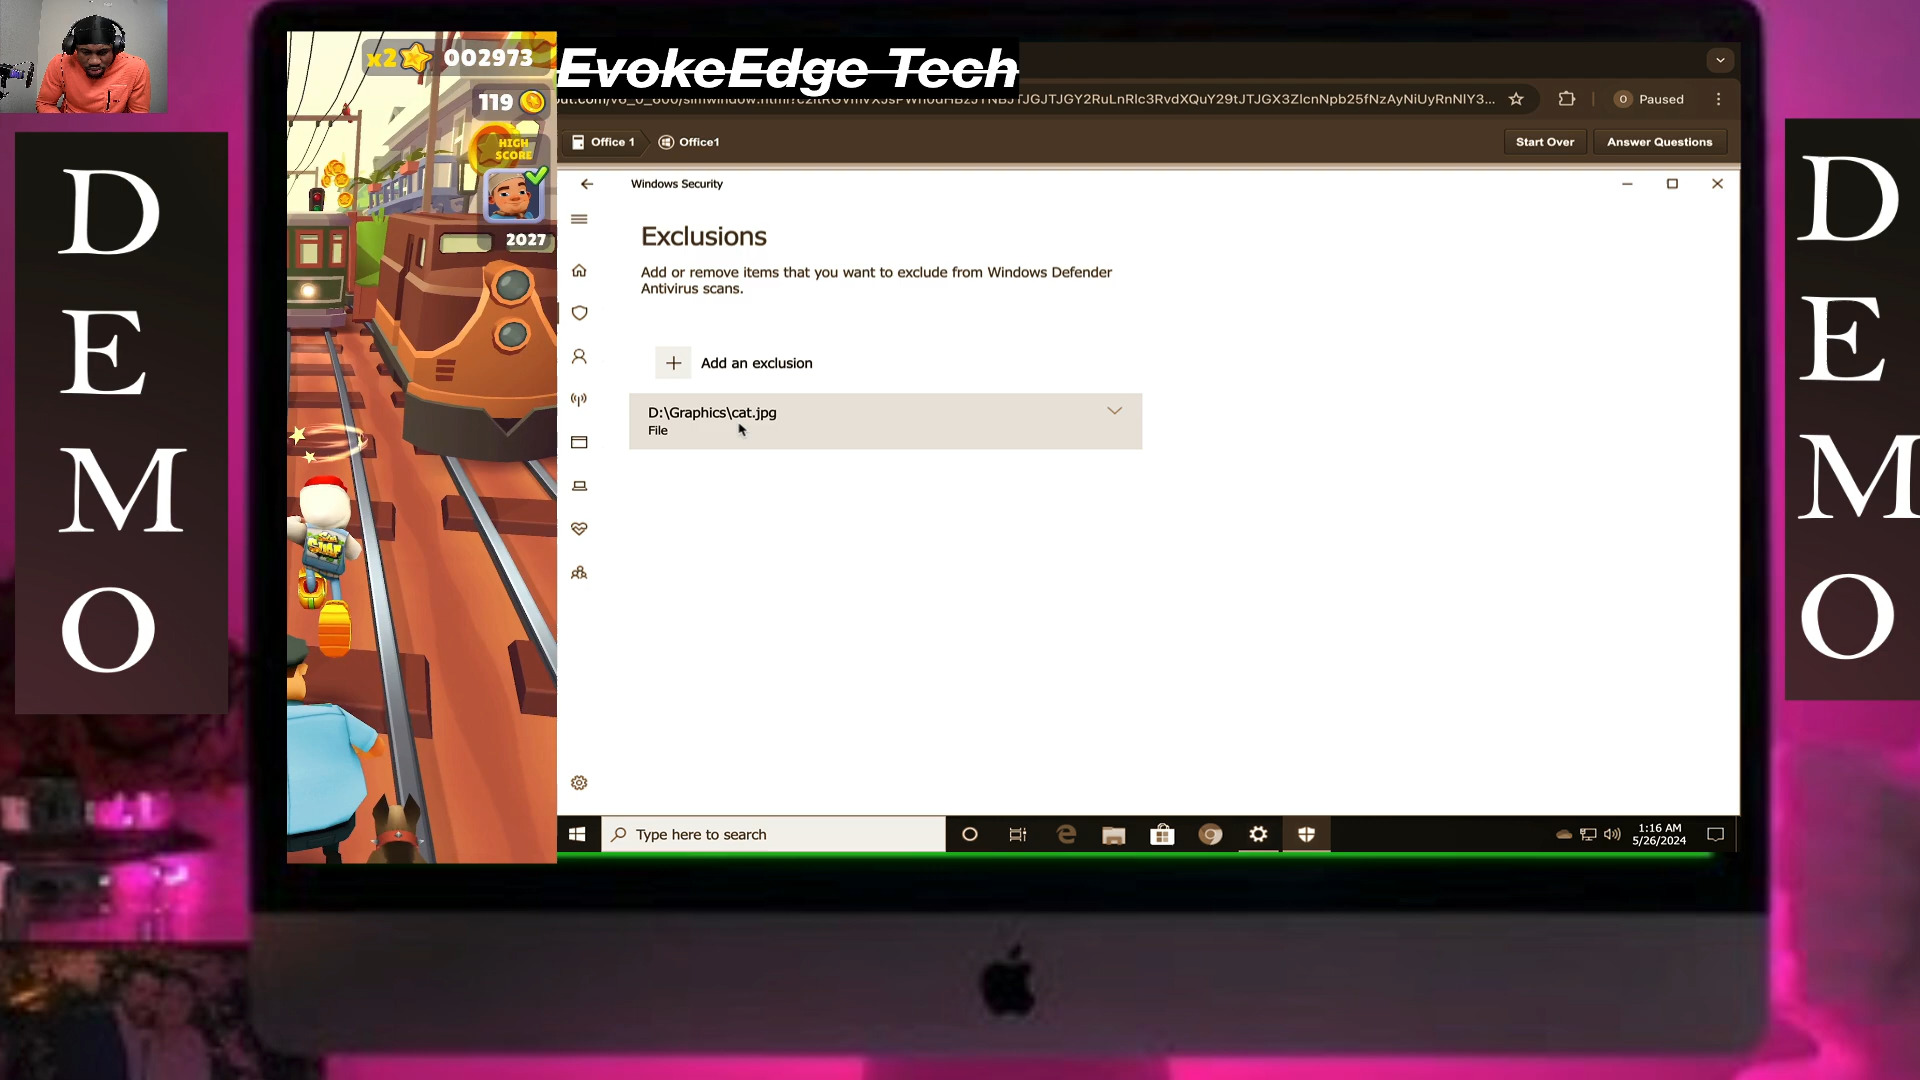 EvokeEdge Tech
x2 002973
119
HIGH
SCORE
2027
Paused
Office 1
Office1
Start Over
Answer Questions
Windows Security
Exclusions
Add or remove items that you want to exclude from Windows Defender
Antivirus scans.
Add an exclusion
D:\Graphics\cat.jpg
File
Type here to search
1:16 AM
5/26/2024
D
E
M
O
D
E
M
O